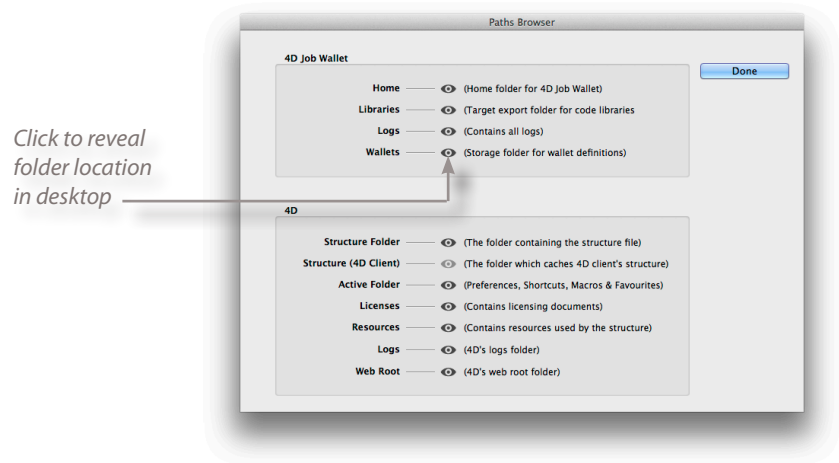 Paths Browser
4D Job Wallet
Done
Home (Home folder for 4D Job Wallet)
Libraries (Target export folder for code libraries
Logs (Contains all logs)
Wallets (Storage folder for wallet definitions)
Click to reveal
folder location
in desktop
4D
Structure Folder (The folder containing the structure file)
Structure (4D Client) (The folder which caches 4D client's structure)
Active Folder (Preferences, Shortcuts, Macros & Favourites)
Licenses (Contains licensing documents)
Resources (Contains resources used by the structure)
Logs (4D's logs folder)
Web Root (4D's web root folder)